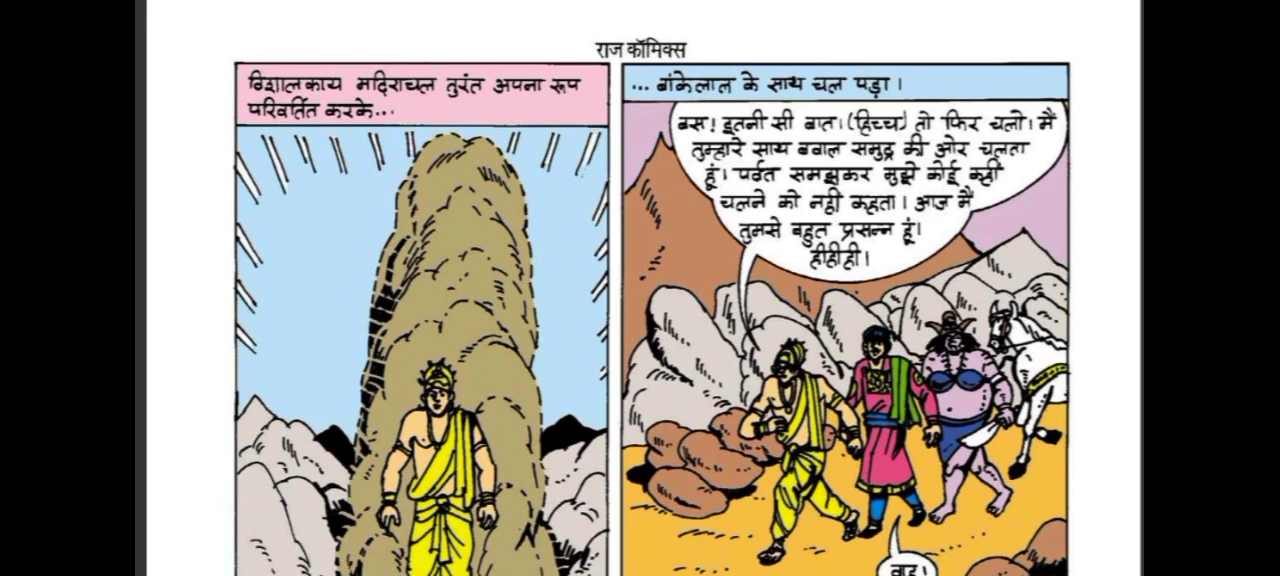 राज कॉमिक्स
विशालकाय मदिराचल तुरंत अपना रूप
परिवर्तित करके...
... बांकेलाल के साथ चल पड़ा।
बस! इतनी सी बात। (हिच्च) तो फिर चलो। मैं
तुम्हारे साथ बवाल समुद्र की ओर चलता
हूं। पर्वत समझकर मुझे कोई कहीं
चलने को नहीं कहता। आज मैं
तुमसे बहुत प्रसन्न हूं।
हीहीही।
वाह!